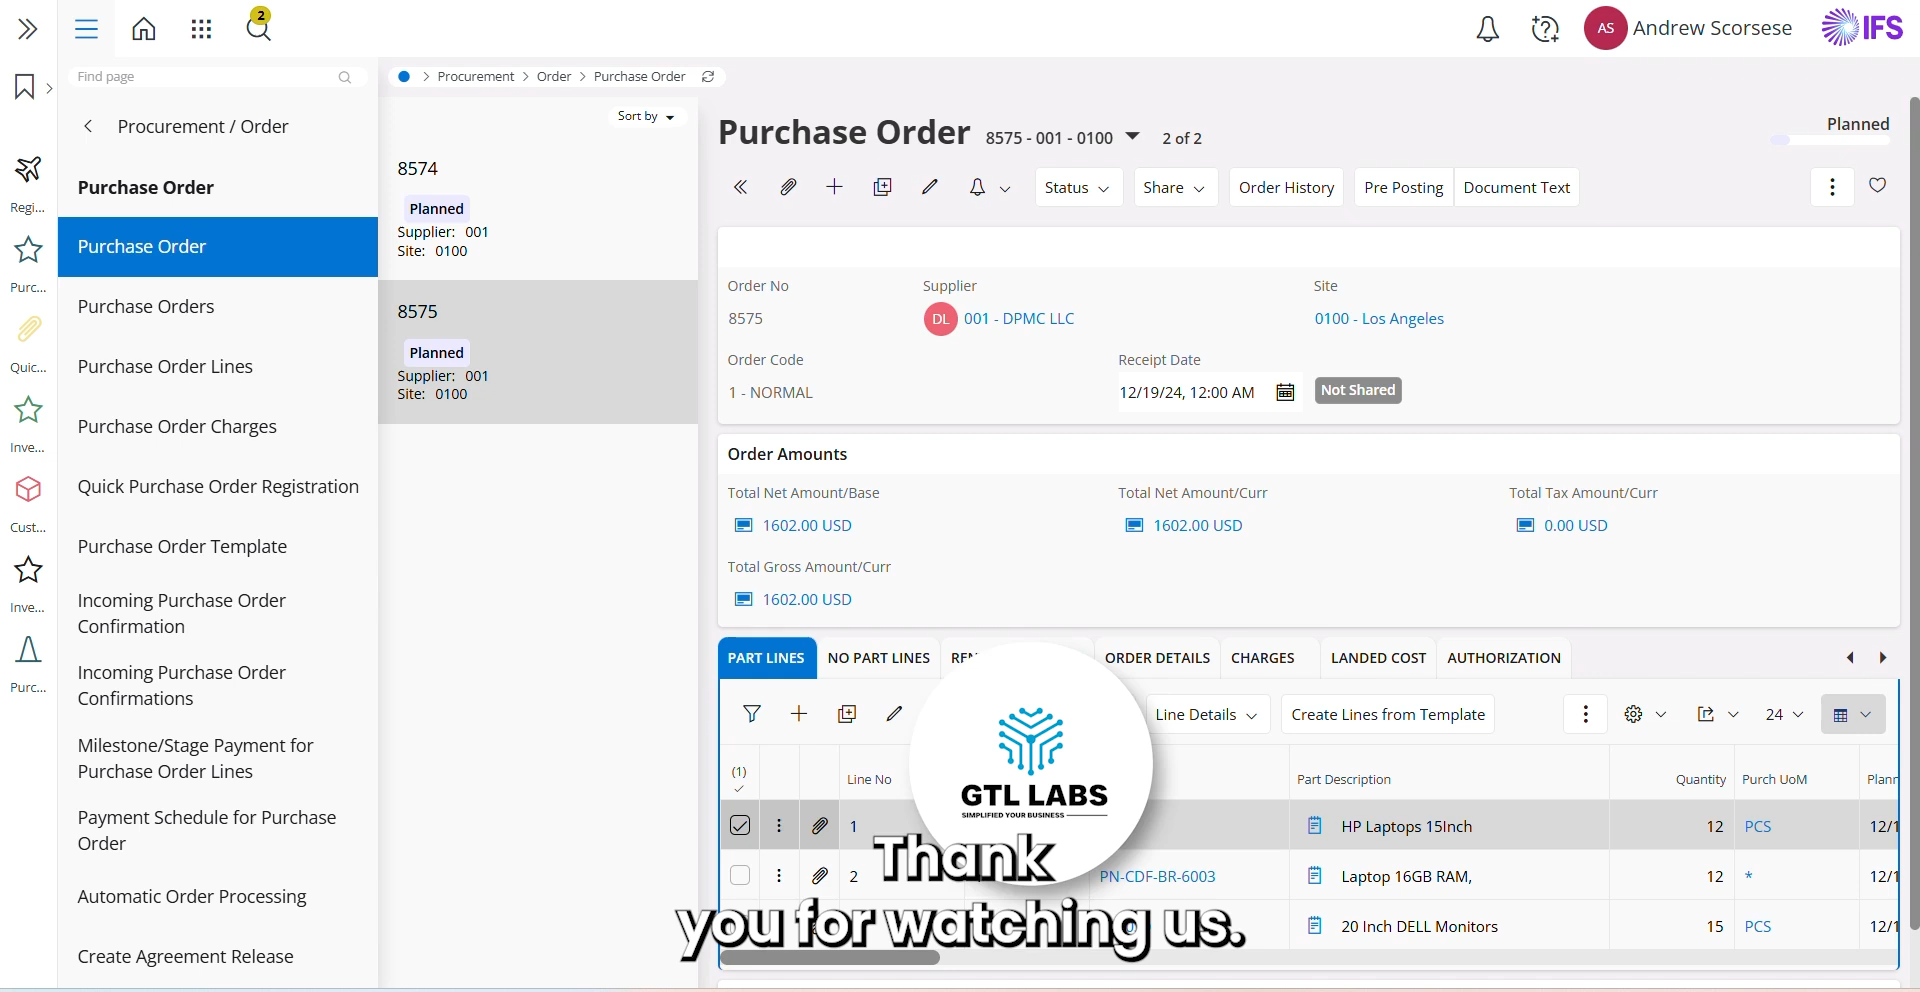 2
AS Andrew Scorsese
IFS
Find page
Procurement > Order > Purchase Order
Procurement / Order
Purchase Order
Purchase Order
Purchase Orders
Purchase Order Lines
Purchase Order Charges
Quick Purchase Order Registration
Purchase Order Template
Incoming Purchase Order
Confirmation
Incoming Purchase Order
Confirmations
Milestone/Stage Payment for
Purchase Order Lines
Payment Schedule for Purchase
Order
Automatic Order Processing
Create Agreement Release
Regi...
Purc...
Quic...
Inve...
Cust...
Inve...
Purc...
Sort by
8574
Planned
Supplier: 001
Site: 0100
8575
Planned
Supplier: 001
Site: 0100
Purchase Order 8575 - 001 - 0100 2 of 2
Planned
Status Share Order History Pre Posting Document Text
Order No Supplier Site
8575 DL 001 - DPMC LLC 0100 - Los Angeles
Order Code Receipt Date
1 - NORMAL 12/19/24, 12:00 AM Not Shared
Order Amounts
Total Net Amount/Base Total Net Amount/Curr Total Tax Amount/Curr
1602.00 USD 1602.00 USD 0.00 USD
Total Gross Amount/Curr
1602.00 USD
PART LINES NO PART LINES ORDER DETAILS CHARGES LANDED COST AUTHORIZATION
Line Details Create Lines from Template 24
(1) Line No Part Description Quantity Purch UoM Plann
1 HP Laptops 15Inch 12 PCS 12/1
2 PN-CDF-BR-6003 Laptop 16GB RAM, 12 * 12/1
20 Inch DELL Monitors 15 PCS 12/1
GTL LABS
SIMPLIFIED YOUR BUSINESS
Thank
you for watching us.